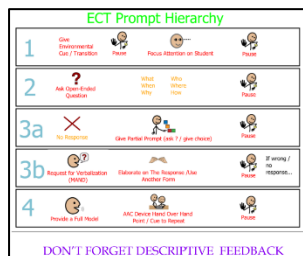 ECT Prompt Hierarchy
1
Give
Environmental
Cue / Transition
Pause
Focus Attention on Student
Pause
2
Ask Open-Ended
Question
What Who
When Where
Why How
Pause
3a
No Response
Give Partial Prompt (ask ? / give choice)
Pause
3b
Request for Verbalization
(MAND)
Elaborate on The Response /Use
Another Form
Pause
If wrong /
no
response...
4
Provide a Full Model
AAC Device Hand Over Hand
Point / Cue to Repeat
Pause
DON'T FORGET DESCRIPTIVE FEEDBACK